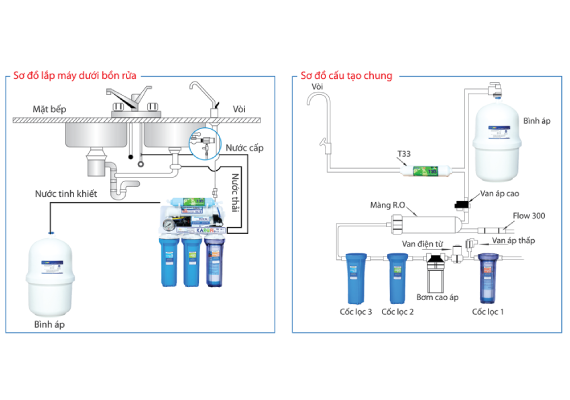 Sơ đồ lắp máy dưới bồn rửa
Mặt bếp
Vòi
Nước cấp
Nước thải
Nước tinh khiết
Bình áp
Sơ đồ cấu tạo chung
Vòi
Bình áp
T33
Van áp cao
Màng R.O
Flow 300
Van điện từ
Van áp thấp
Bơm cao áp
Cốc lọc 3
Cốc lọc 2
Cốc lọc 1